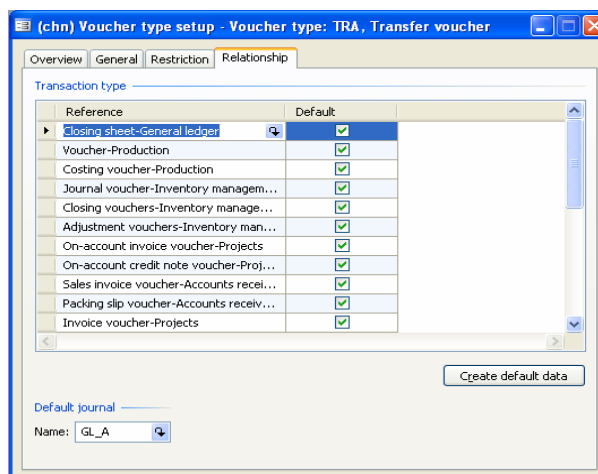 (chn) Voucher type setup - Voucher type: TRA, Transfer voucher
Overview General Restriction Relationship
Transaction type
Reference Default
Closing sheet-General ledger
Voucher-Production
Costing voucher-Production
Journal voucher-Inventory managem...
Closing vouchers-Inventory manage...
Adjustment vouchers-Inventory man...
On-account invoice voucher-Projects
On-account credit note voucher-Proj...
Sales invoice voucher-Accounts recei...
Packing slip voucher-Accounts receiv...
Invoice voucher-Projects
Create default data
Default journal
Name: GL_A